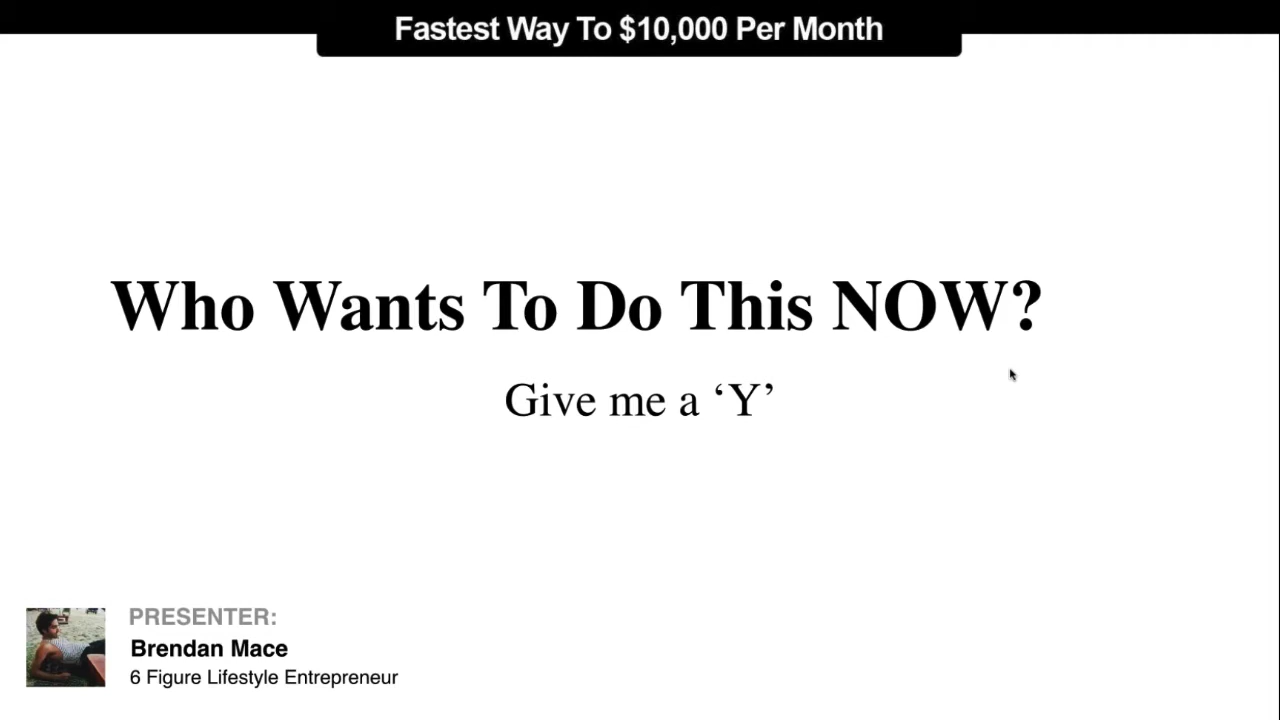 Fastest Way To $10,000 Per Month
Who Wants To Do This NOW?
Give me a ‘Y’
PRESENTER:
Brendan Mace
6 Figure Lifestyle Entrepreneur